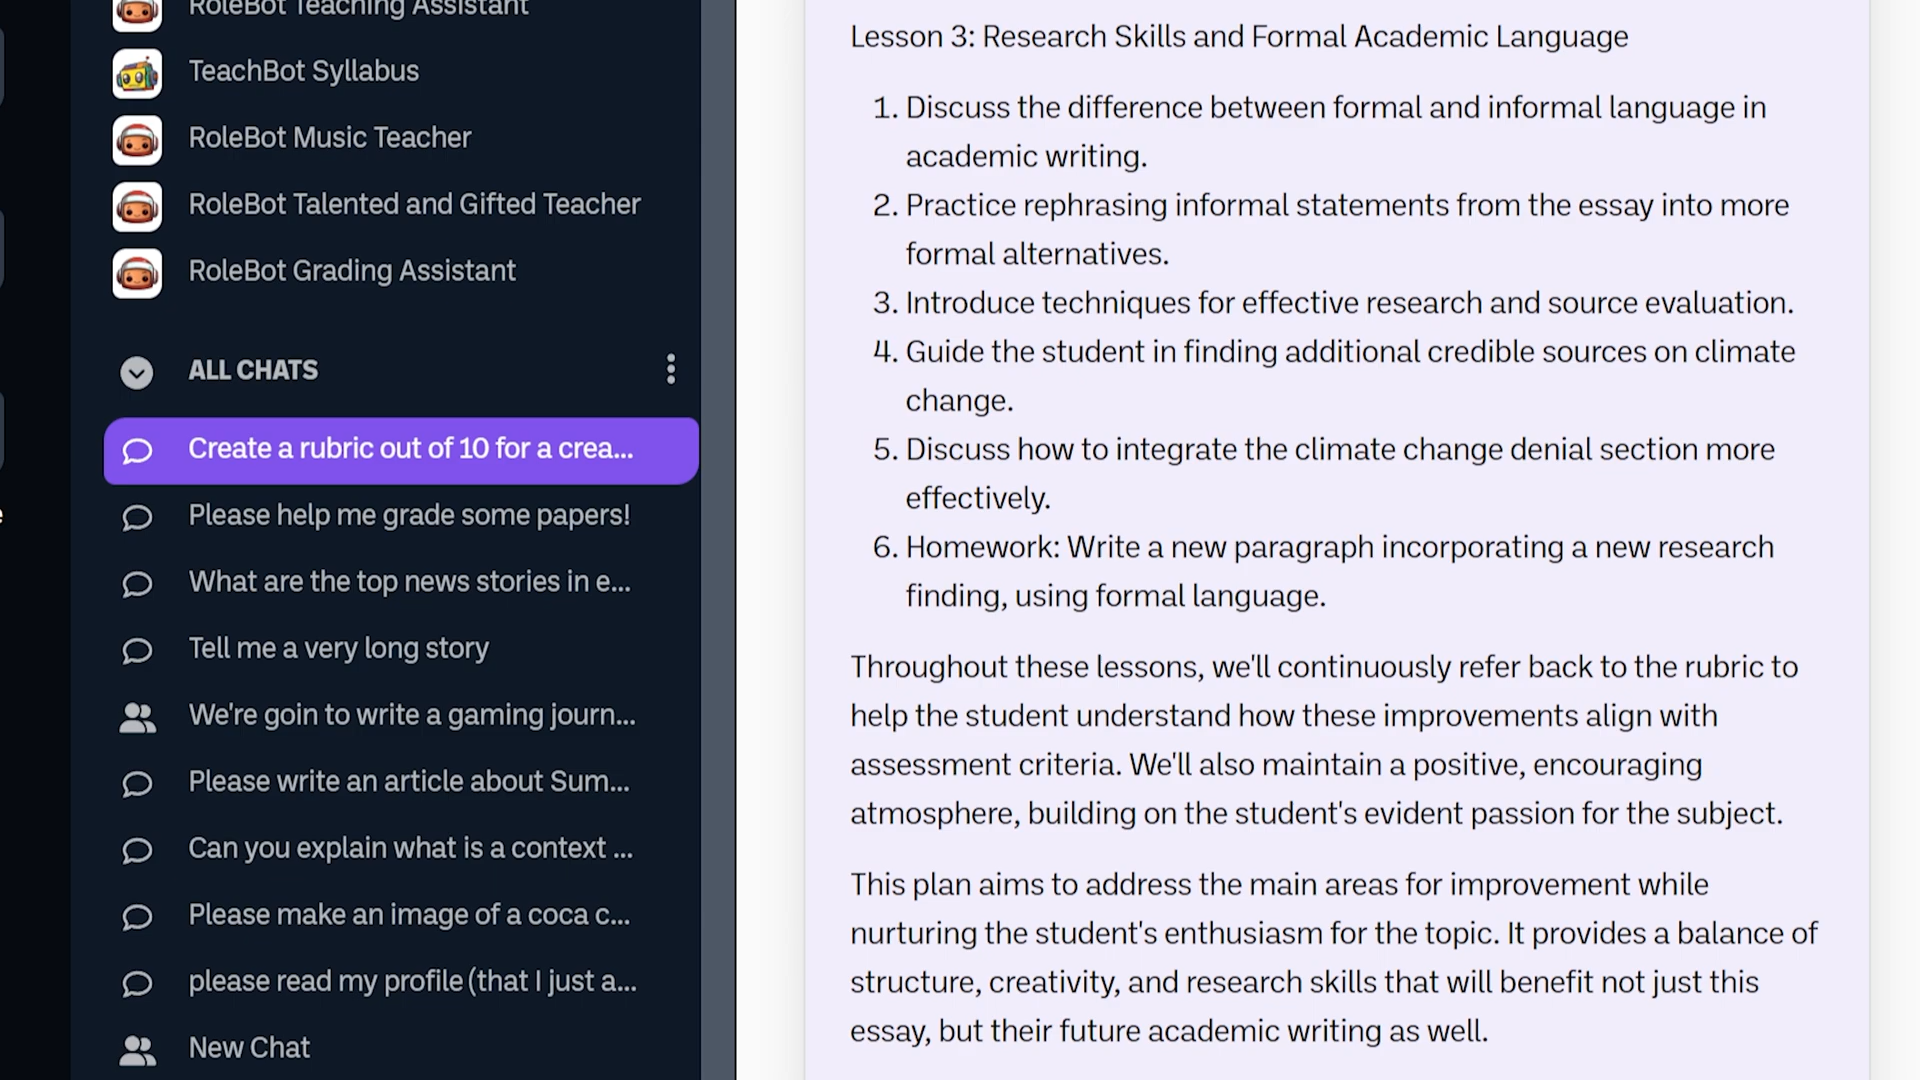 RoleBot Teaching Assistant
TeachBot Syllabus
RoleBot Music Teacher
RoleBot Talented and Gifted Teacher
RoleBot Grading Assistant
ALL CHATS
Create a rubric out of 10 for a crea...
Please help me grade some papers!
What are the top news stories in e...
Tell me a very long story
We're goin to write a gaming journ...
Please write an article about Sum...
Can you explain what is a context ...
Please make an image of a coca c...
please read my profile (that I just a...
New Chat
Lesson 3: Research Skills and Formal Academic Language
1. Discuss the difference between formal and informal language in
academic writing.
2. Practice rephrasing informal statements from the essay into more
formal alternatives.
3. Introduce techniques for effective research and source evaluation.
4. Guide the student in finding additional credible sources on climate
change.
5. Discuss how to integrate the climate change denial section more
effectively.
6. Homework: Write a new paragraph incorporating a new research
finding, using formal language.
Throughout these lessons, we'll continuously refer back to the rubric to
help the student understand how these improvements align with
assessment criteria. We'll also maintain a positive, encouraging
atmosphere, building on the student's evident passion for the subject.
This plan aims to address the main areas for improvement while
nurturing the student's enthusiasm for the topic. It provides a balance of
structure, creativity, and research skills that will benefit not just this
essay, but their future academic writing as well.